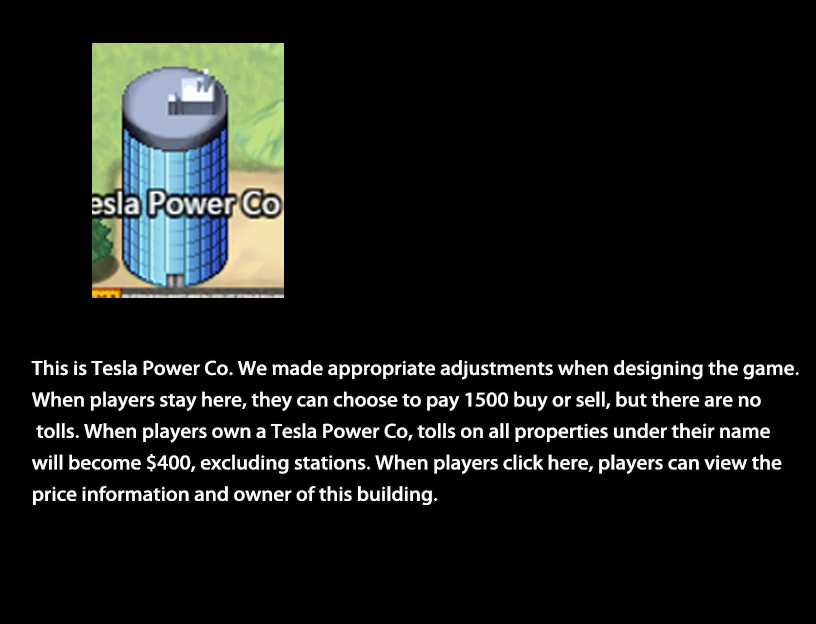 esla Power Co
This is Tesla Power Co. We made appropriate adjustments when designing the game.
When players stay here, they can choose to pay 1500 buy or sell, but there are no
tolls. When players own a Tesla Power Co, tolls on all properties under their name
will become $400, excluding stations. When players click here, players can view the
price information and owner of this building.